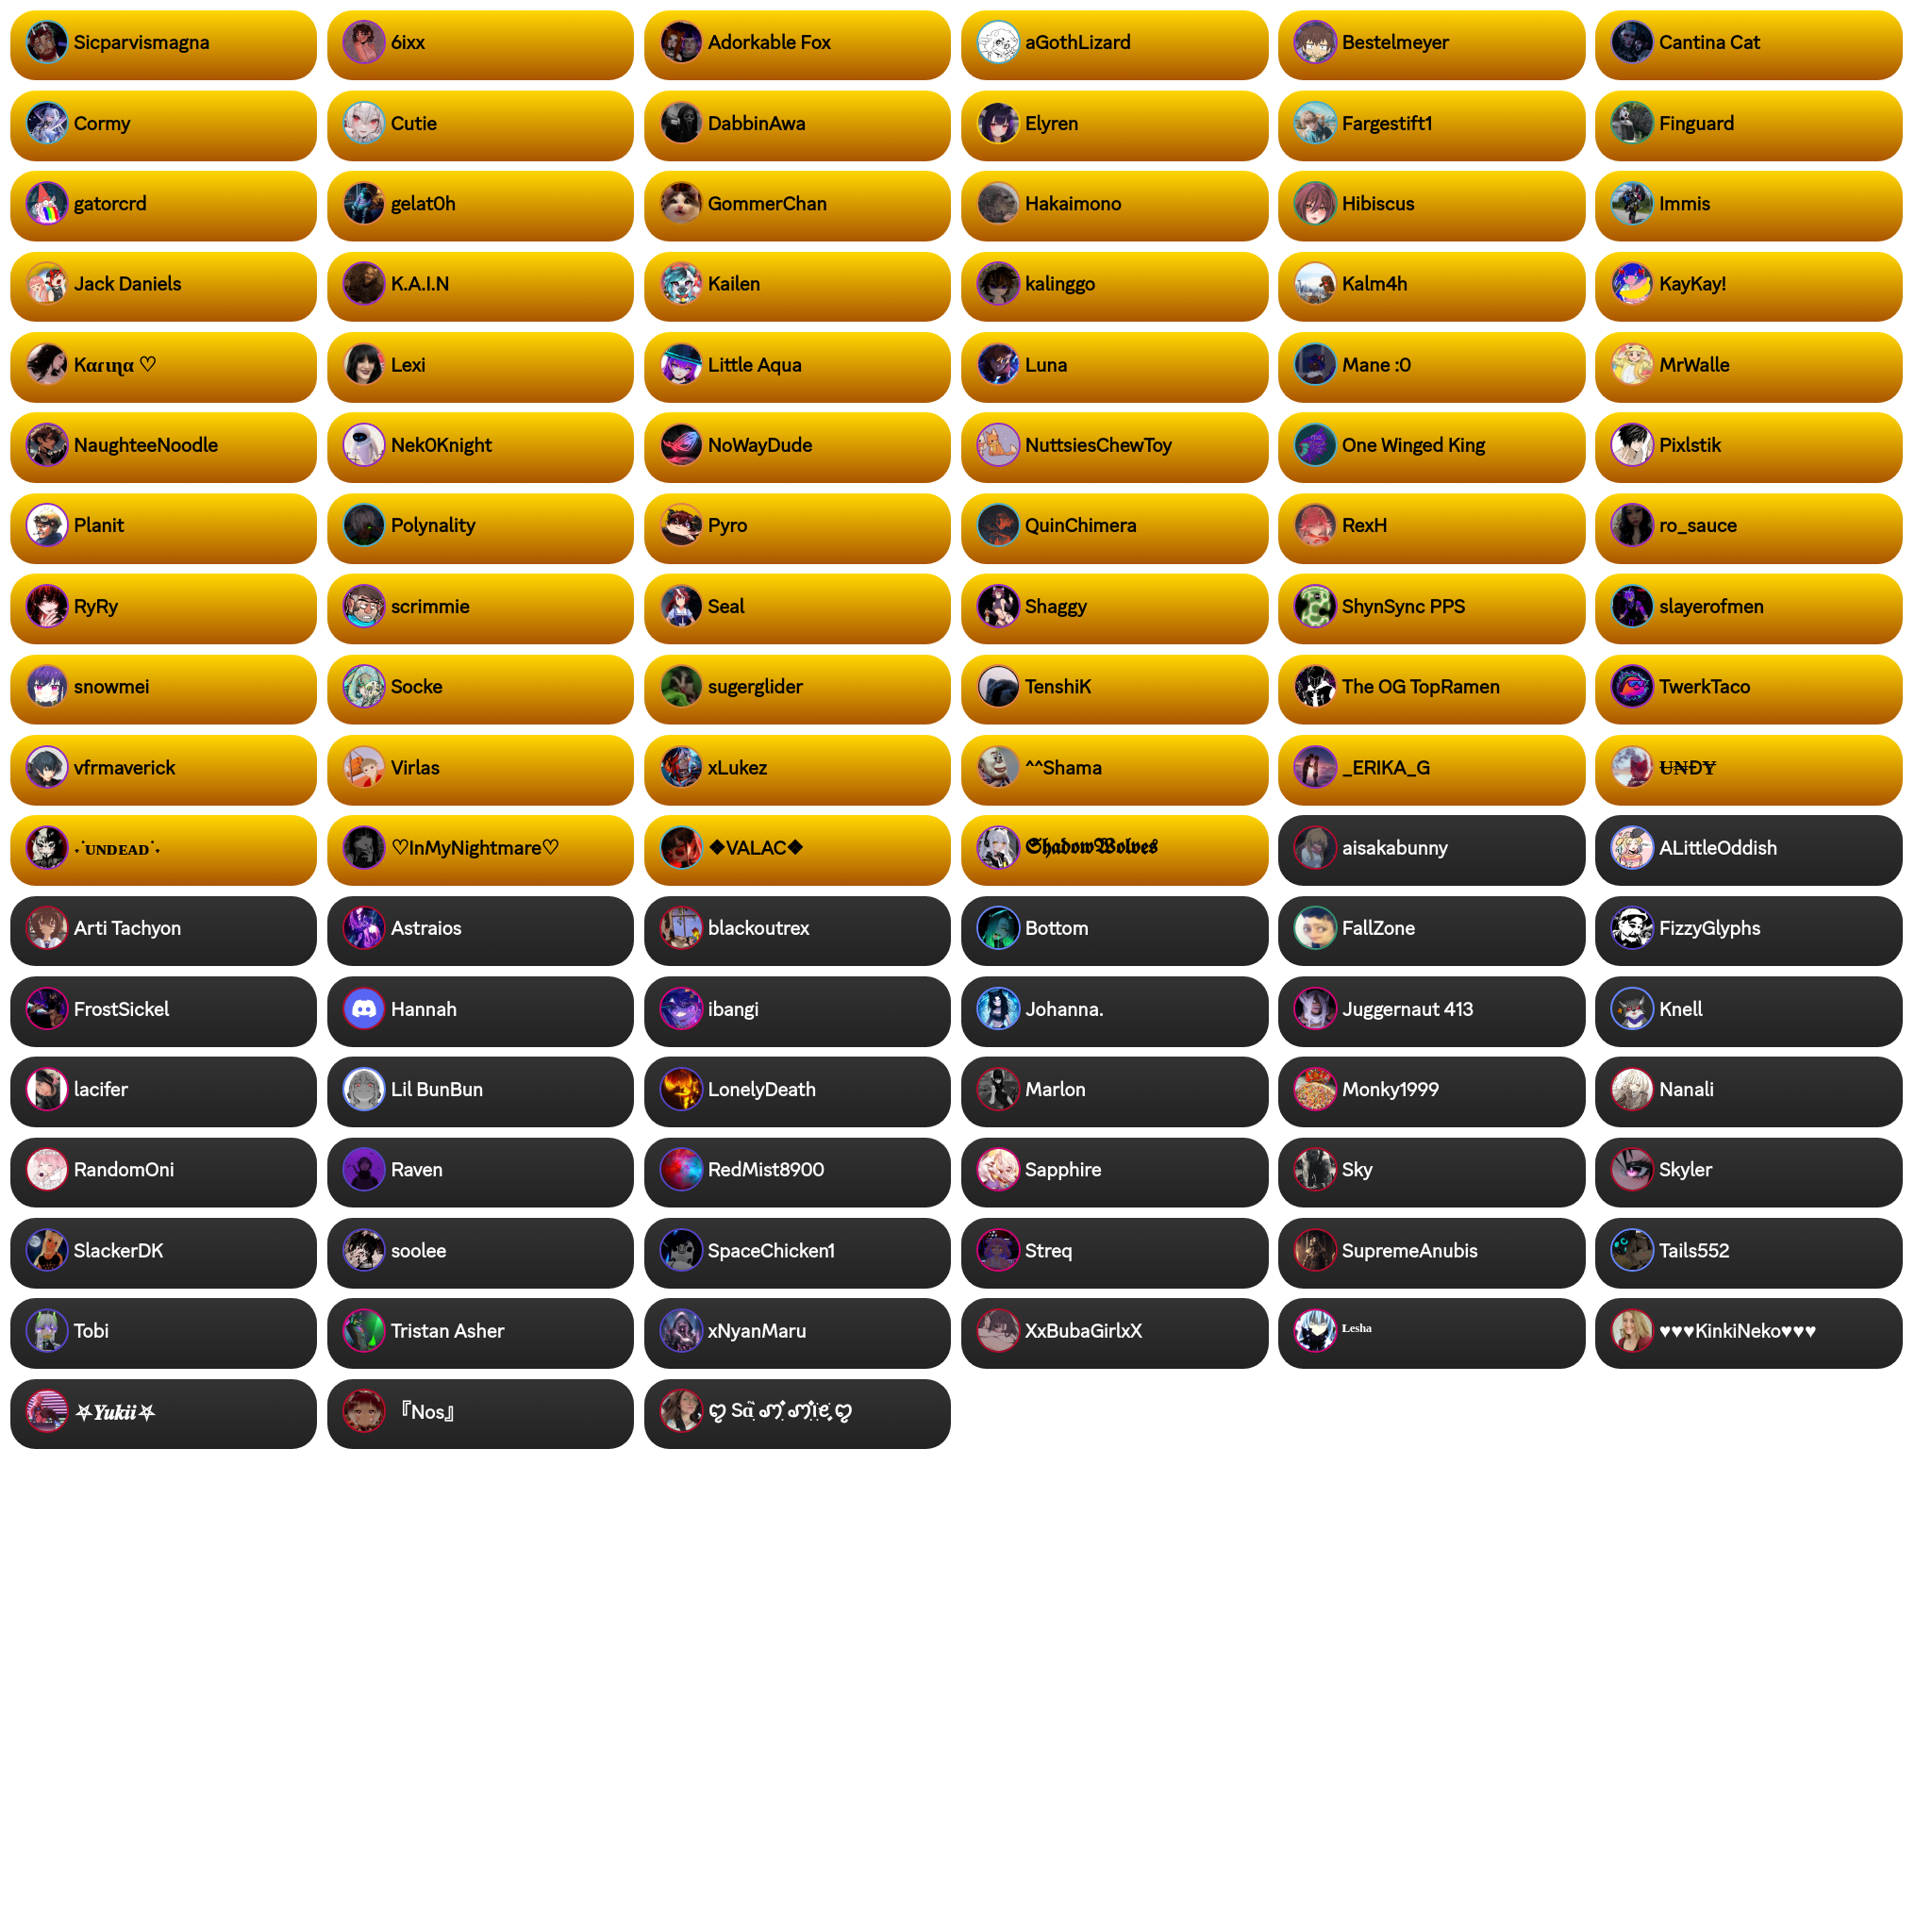 Sicparvismagna
6ixx
Adorkable Fox
aGothLizard
Bestelmeyer
Cantina Cat
Cormy
Cutie
DabbinAwa
Elyren
Fargestift1
Finguard
gatorcrd
gelat0h
GommerChan
Hakaimono
Hibiscus
Immis
Jack Daniels
K.A.I.N
Kailen
kalinggo
Kalm4h
KayKay!
Kαɾιɳα ♡
Lexi
Little Aqua
Luna
Mane :0
MrWalle
NaughteeNoodle
Nek0Knight
NoWayDude
NuttsiesChewToy
One Winged King
Pixlstik
Planit
Polynality
Pyro
QuinChimera
RexH
ro_sauce
RyRy
scrimmie
Seal
Shaggy
ShynSync PPS
slayerofmen
snowmei
Socke
sugerglider
TenshiK
The OG TopRamen
TwerkTaco
vfrmaverick
Virlas
xLukez
^^Shama
_ERIKA_G
U̶N̶D̶Y̶
˖˙ᴜɴᴅᴇᴀᴅ˙˖
♡InMyNightmare♡
❖VALAC❖
𝕾𝖍𝖆𝖉𝖔𝖜𝖂𝖔𝖑𝖛𝖊𝖘
aisakabunny
ALittleOddish
Arti Tachyon
Astraios
blackoutrex
Bottom
FallZone
FizzyGlyphs
FrostSickel
Hannah
ibangi
Johanna.
Juggernaut 413
Knell
lacifer
Lil BunBun
LonelyDeath
Marlon
Monky1999
Nanali
RandomOni
Raven
RedMist8900
Sapphire
Sky
Skyler
SlackerDK
soolee
SpaceChicken1
Streq
SupremeAnubis
Tails552
Tobi
Tristan Asher
xNyanMaru
XxBubaGirlxX
ᴸᵉˢʰᵃ
♥♥♥KinkiNeko♥♥♥
⛧𝒀𝒖𝒌𝒊𝒊⛧
『Nos』